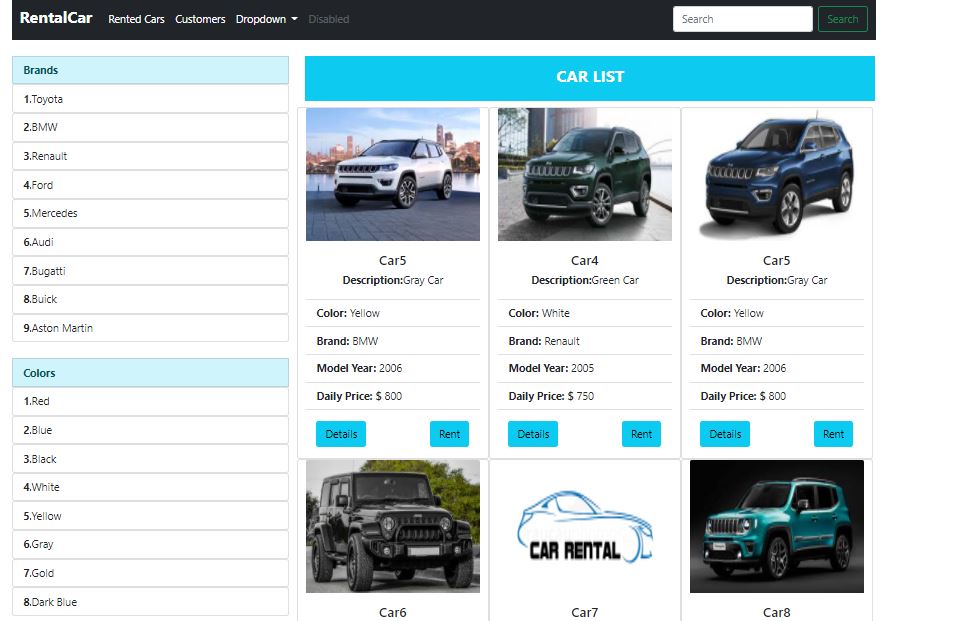 RentalCar Rented Cars Customers Dropdown Disabled Search Search
Brands
1.Toyota
2.BMW
3.Renault
4.Ford
5.Mercedes
6.Audi
7.Bugatti
8.Buick
9.Aston Martin
Colors
1.Red
2.Blue
3.Black
4.White
5.Yellow
6.Gray
7.Gold
8.Dark Blue
CAR LIST
Car5
Description:Gray Car
Color: Yellow
Brand: BMW
Model Year: 2006
Daily Price: $ 800
Details Rent
Car4
Description:Green Car
Color: White
Brand: Renault
Model Year: 2005
Daily Price: $ 750
Details Rent
Car5
Description:Gray Car
Color: Yellow
Brand: BMW
Model Year: 2006
Daily Price: $ 800
Details Rent
Car6
CAR RENTAL
Car7
Car8